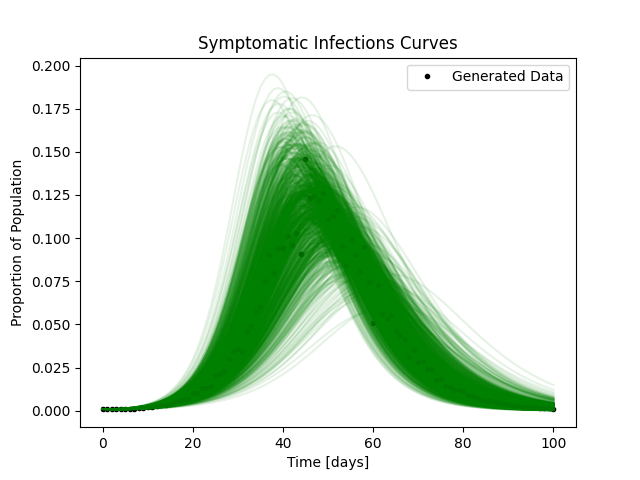 Symptomatic Infections Curves
Generated Data
Proportion of Population
0.200
0.175
0.150
0.125
0.100
0.075
0.050
0.025
0.000
0 20 40 60 80 100
Time [days]